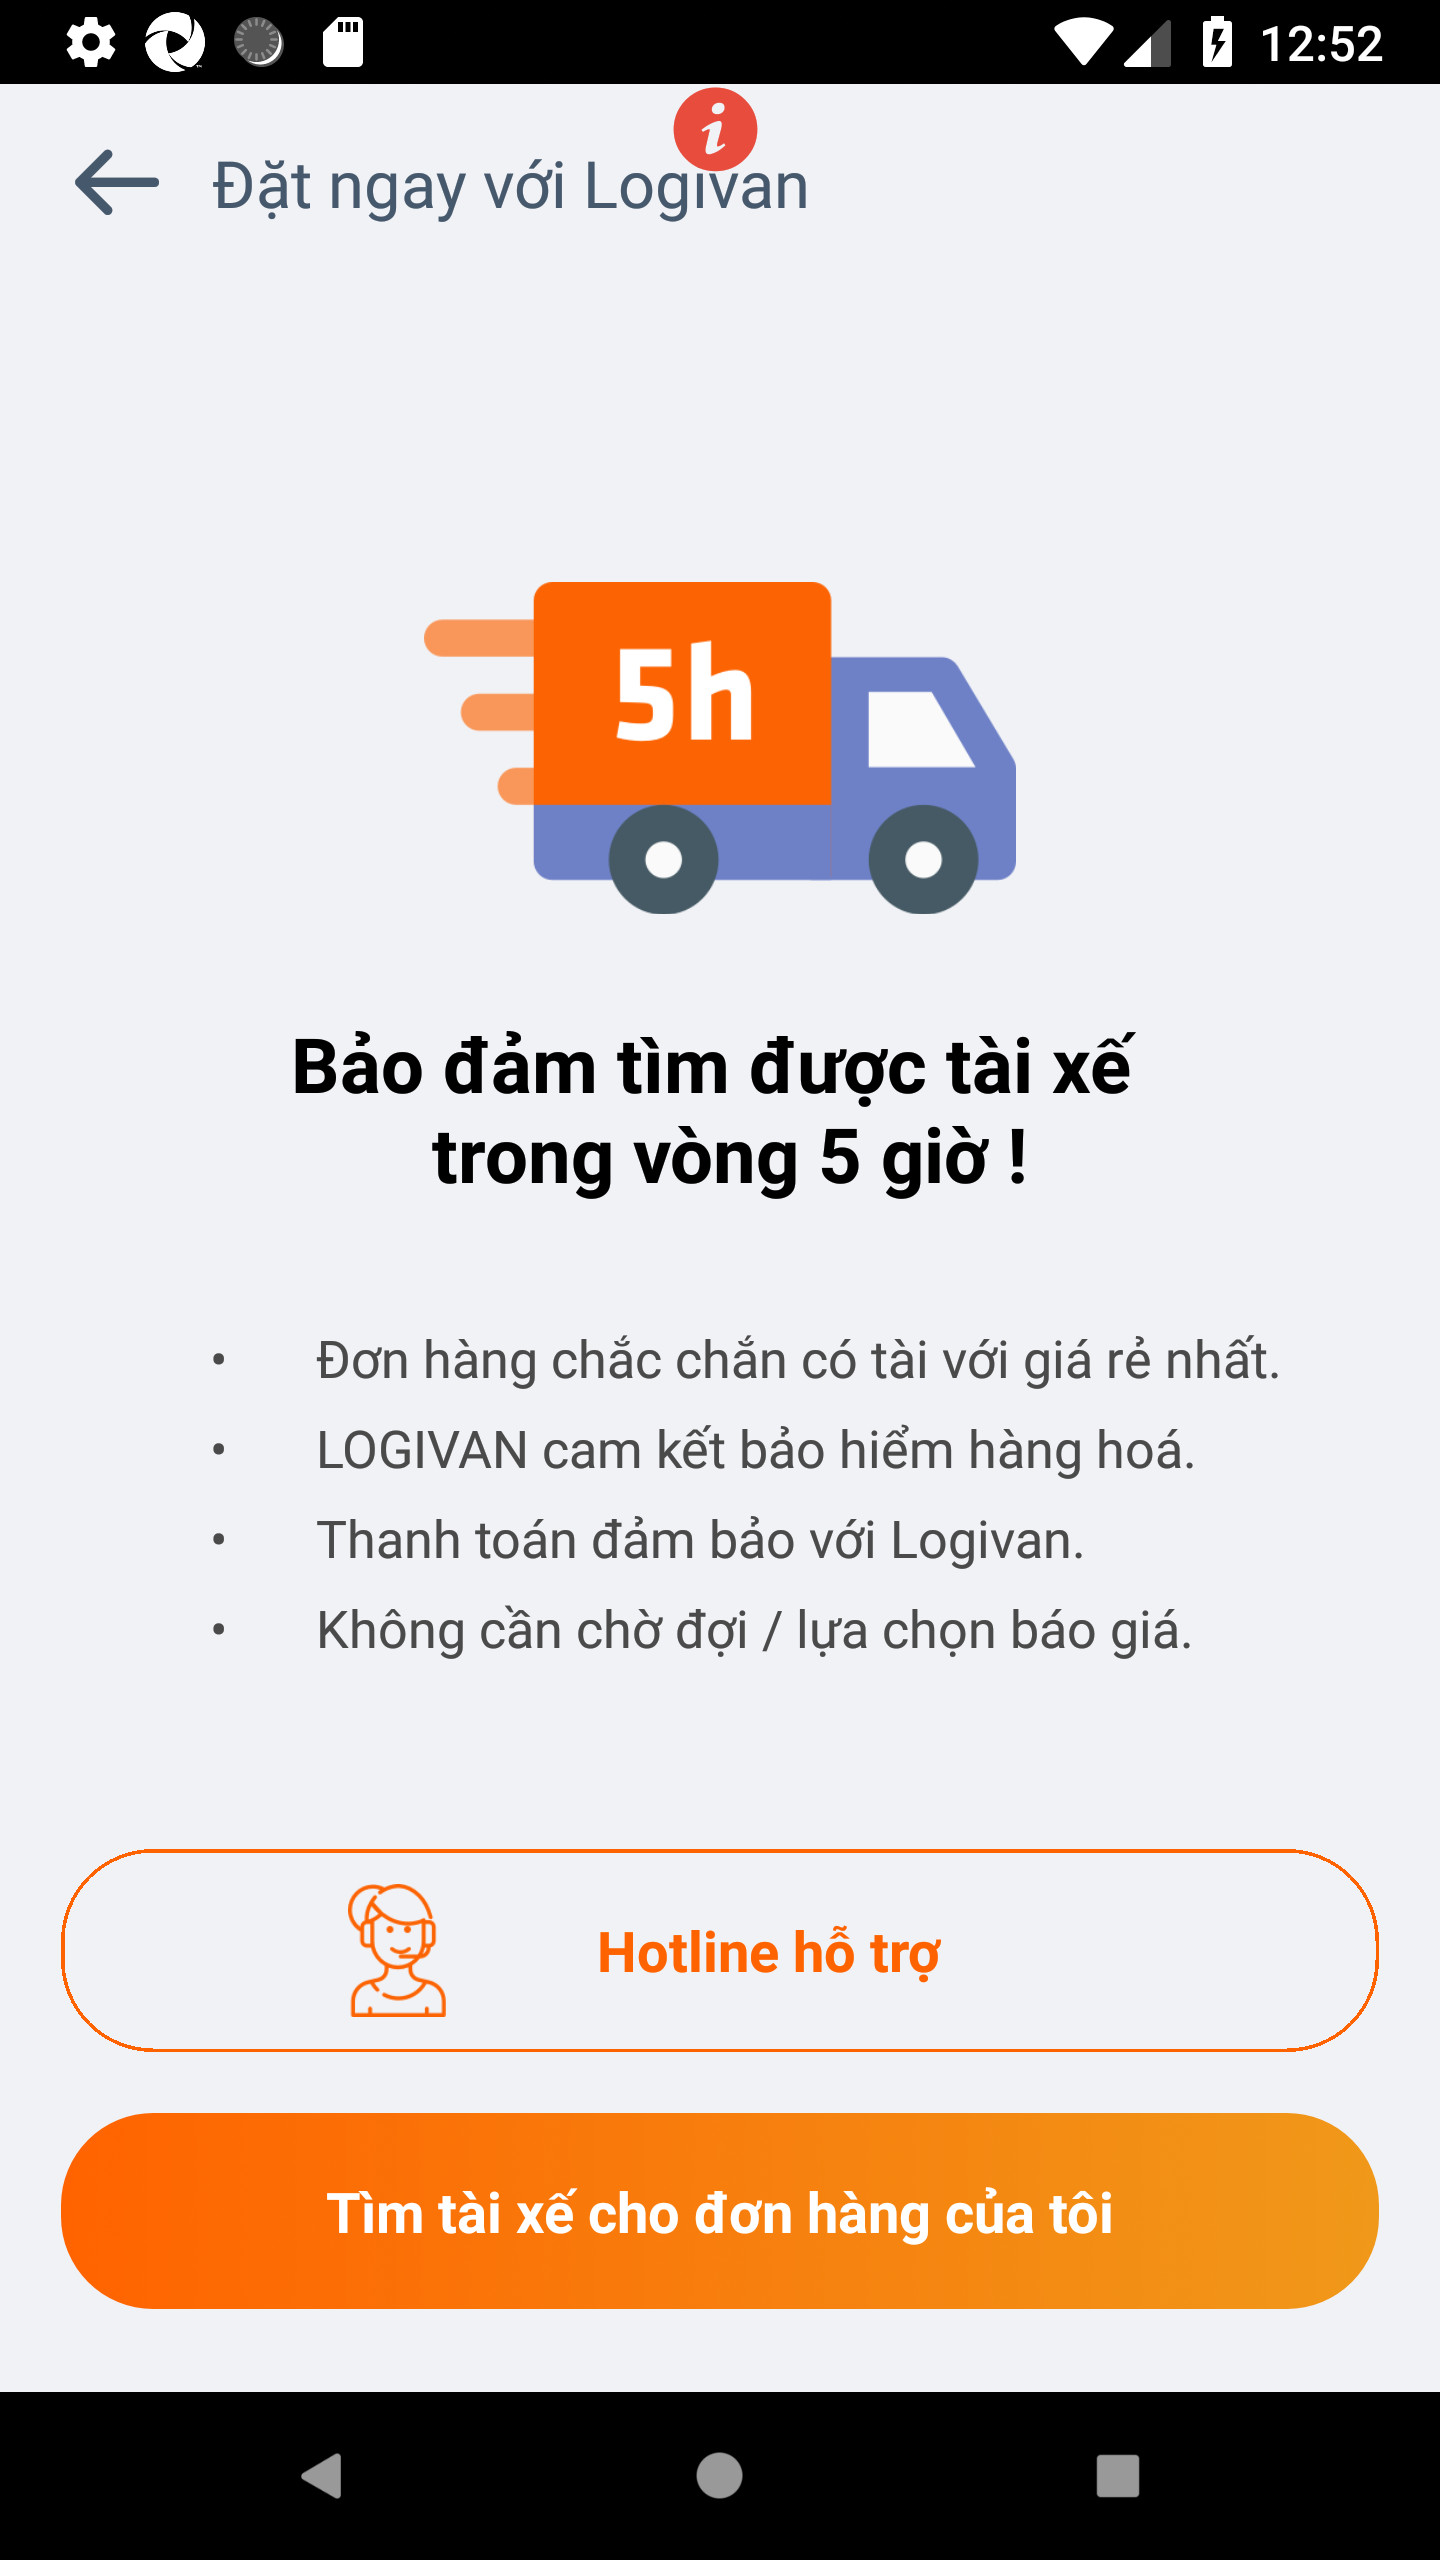 12:52
Đặt ngay với Logivan
5h
Bảo đảm tìm được tài xế
trong vòng 5 giờ !
• Đơn hàng chắc chắn có tài với giá rẻ nhất.
• LOGIVAN cam kết bảo hiểm hàng hoá.
• Thanh toán đảm bảo với Logivan.
• Không cần chờ đợi / lựa chọn báo giá.
Hotline hỗ trợ
Tìm tài xế cho đơn hàng của tôi